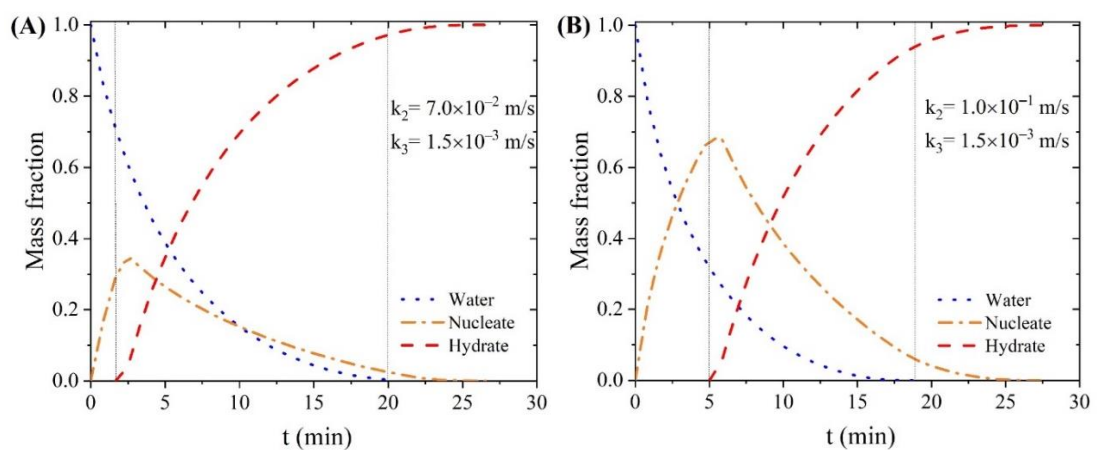 (A)
Mass fraction
1.0
0.8
0.6
0.4
0.2
0.0
k₂= 7.0×10⁻² m/s
k₃= 1.5×10⁻³ m/s
Water
Nucleate
Hydrate
0 5 10 15 20 25 30
t (min)
(B)
Mass fraction
1.0
0.8
0.6
0.4
0.2
0.0
k₂= 1.0×10⁻¹ m/s
k₃= 1.5×10⁻³ m/s
Water
Nucleate
Hydrate
0 5 10 15 20 25 30
t (min)